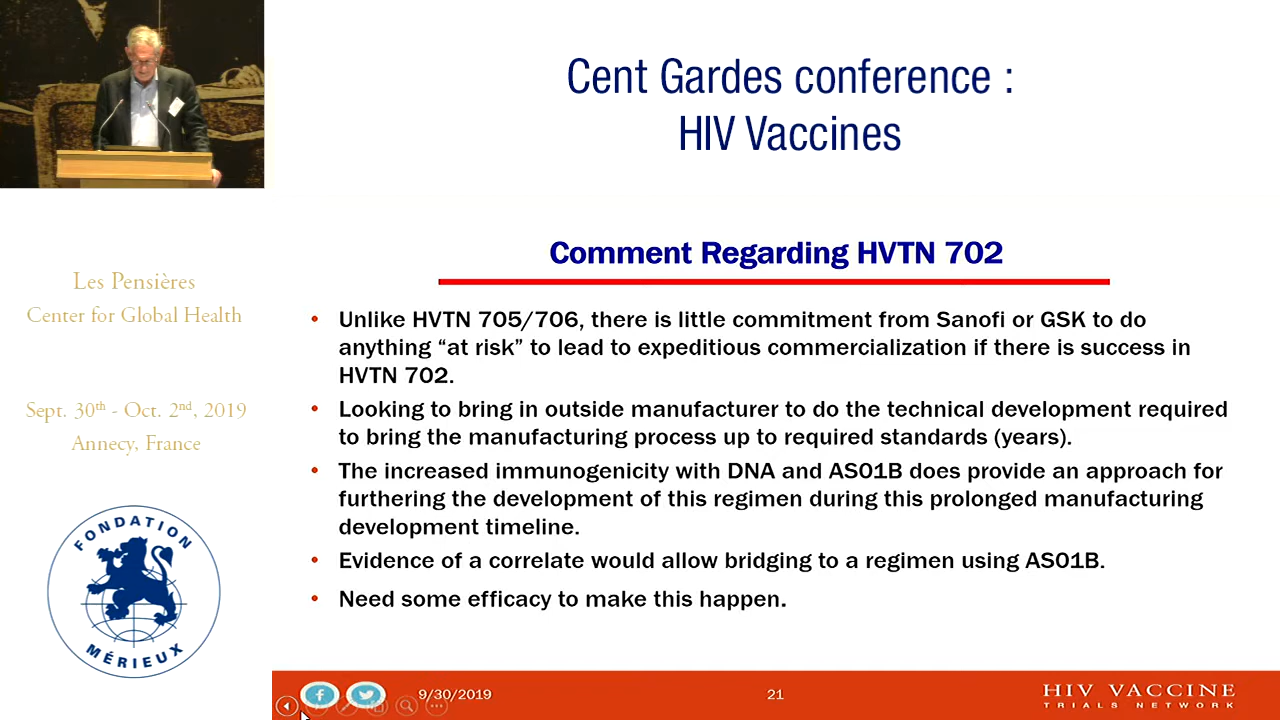 Cent Gardes conference :
HIV Vaccines
Les Pensières
Center for Global Health
Sept. 30th - Oct. 2nd, 2019
Annecy, France
FONDATION
MÉRIEUX
Comment Regarding HVTN 702
• Unlike HVTN 705/706, there is little commitment from Sanofi or GSK to do
anything “at risk” to lead to expeditious commercialization if there is success in
HVTN 702.
• Looking to bring in outside manufacturer to do the technical development required
to bring the manufacturing process up to required standards (years).
• The increased immunogenicity with DNA and AS01B does provide an approach for
furthering the development of this regimen during this prolonged manufacturing
development timeline.
• Evidence of a correlate would allow bridging to a regimen using AS01B.
• Need some efficacy to make this happen.
9/30/2019
21
HIV VACCINE
TRIALS NETWORK